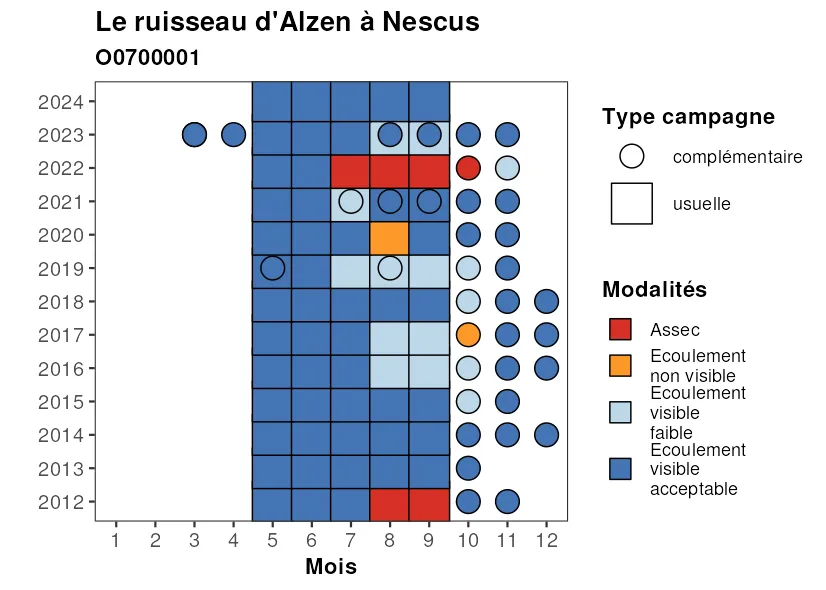 Le ruisseau d'Alzen à Nescus
O0700001
2024
2023
2022
2021
2020
2019
2018
2017
2016
2015
2014
2013
2012
1 2 3 4 5 6 7 8 9 10 11 12
Mois
Type campagne
complémentaire
usuelle
Modalités
Assec
Ecoulement
non visible
Ecoulement
visible
faible
Ecoulement
visible
acceptable